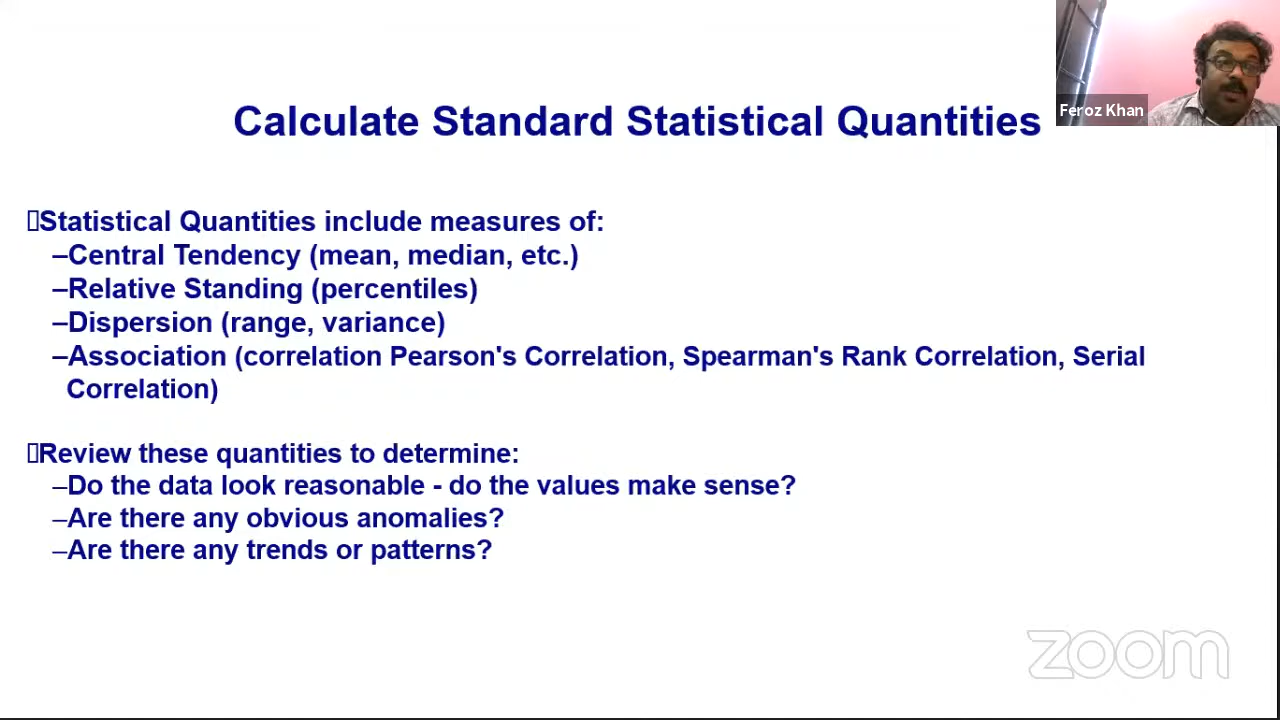 Feroz Khan
Calculate Standard Statistical Quantities
Statistical Quantities include measures of:
–Central Tendency (mean, median, etc.)
–Relative Standing (percentiles)
–Dispersion (range, variance)
–Association (correlation Pearson's Correlation, Spearman's Rank Correlation, Serial
Correlation)
Review these quantities to determine:
–Do the data look reasonable - do the values make sense?
–Are there any obvious anomalies?
–Are there any trends or patterns?
zoom